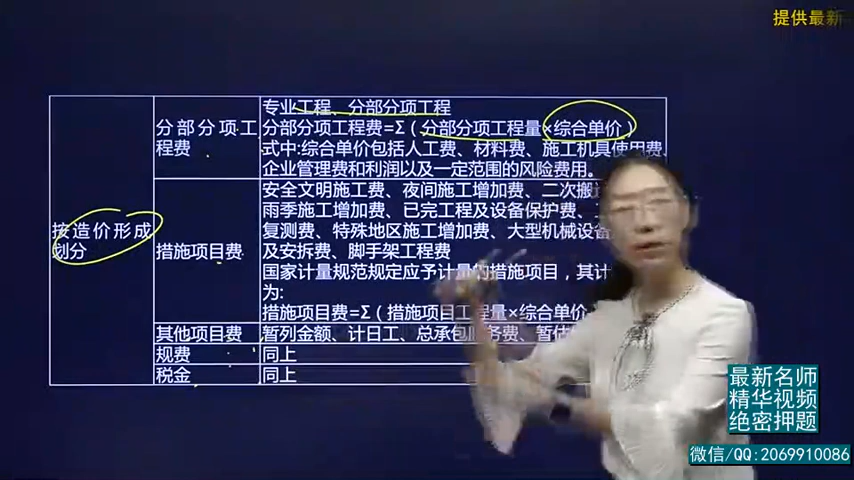 提供最新
专业工程、分部分项工程
分部分项工
程费
分部分项工程费=Σ（分部分项工程量×综合单价）
式中:综合单价包括人工费、材料费、施工机具使用费、
企业管理费和利润以及一定范围的风险费用。
按造价形成
划分
措施项目费
安全文明施工费、夜间施工增加费、二次搬
雨季施工增加费、已完工程及设备保护费、
复测费、特殊地区施工增加费、大型机械设备
及安拆费、脚手架工程费
国家计量规范规定应予计量的措施项目，其计
为:
措施项目费=Σ（措施项目工程量×综合单价
其他项目费
暂列金额、计日工、总承包服务费、暂估
规费
同上
税金
同上
最新名师
精华视频
绝密押题
微信/QQ:2069910086